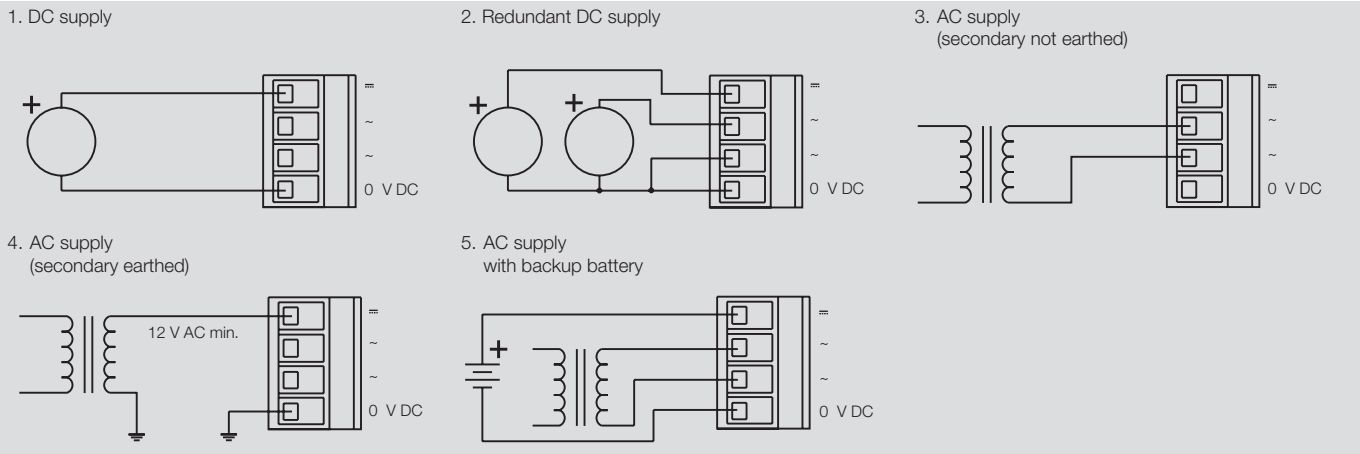 1. DC supply
2. Redundant DC supply
3. AC supply
(secondary not earthed)
+
⎓
~
~
0 V DC
+
+
⎓
~
~
0 V DC
⎓
~
~
0 V DC
4. AC supply
(secondary earthed)
5. AC supply
with backup battery
12 V AC min.
⎓
~
~
0 V DC
+
⎓
~
~
0 V DC